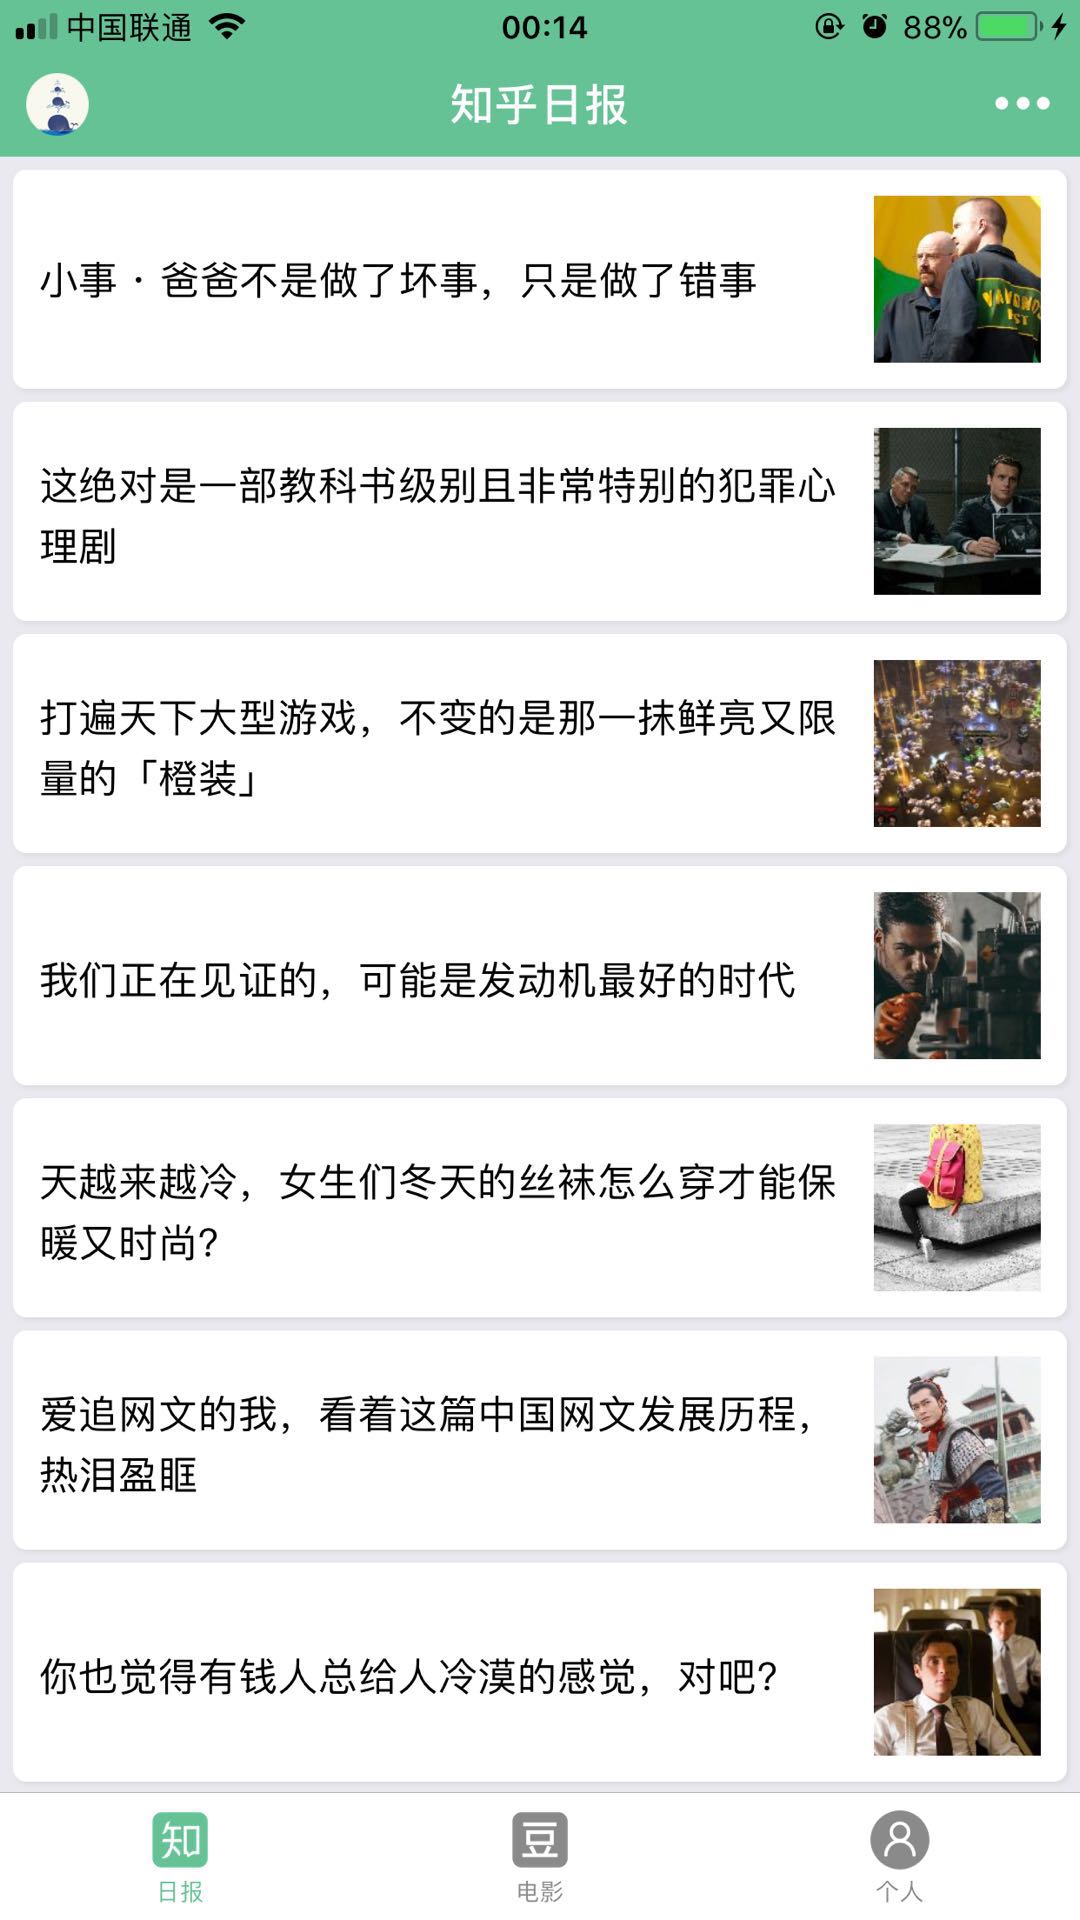 中国联通
00:14
88%
知乎日报
小事·爸爸不是做了坏事，只是做了错事
这绝对是一部教科书级别且非常特别的犯罪心
理剧
打遍天下大型游戏，不变的是那一抹鲜亮又限
量的「橙装」
我们正在见证的，可能是发动机最好的时代
天越来越冷，女生们冬天的丝袜怎么穿才能保
暖又时尚?
爱追网文的我，看着这篇中国网文发展历程，
热泪盈眶
你也觉得有钱人总给人冷漠的感觉，对吧?
知
日报
豆
电影
个人